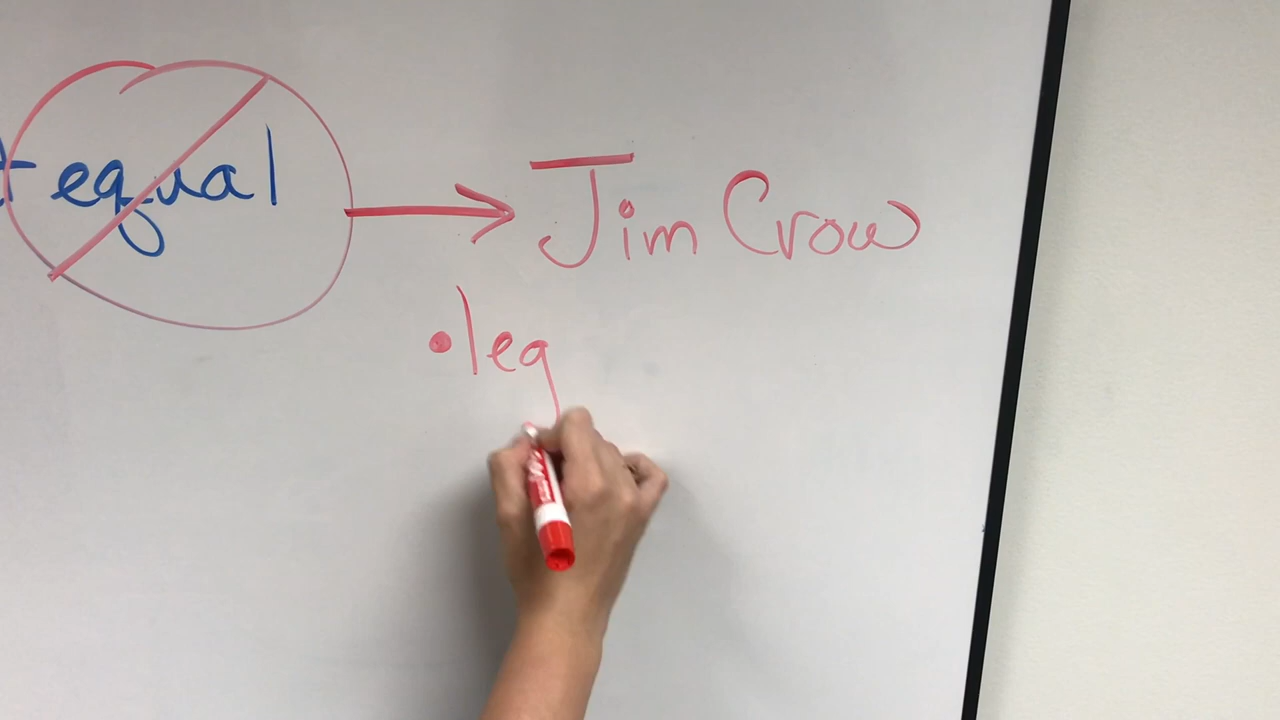 equal → Jim Crow
•leg